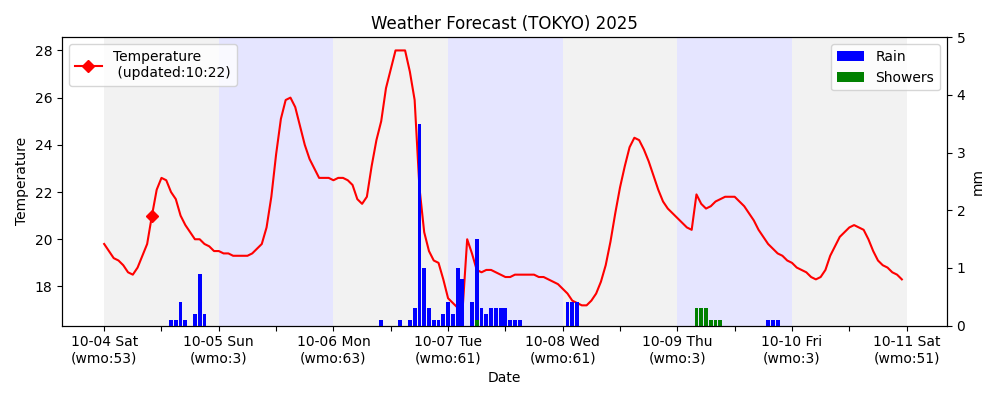 Weather Forecast (TOKYO) 2025
Temperature
(updated:10:22)
Rain
Showers
28
26
24
22
20
18
Temperature
5
4
3
2
1
0
mm
10-04 Sat
(wmo:53)
10-05 Sun
(wmo:3)
10-06 Mon
(wmo:63)
10-07 Tue
(wmo:61)
10-08 Wed
(wmo:61)
10-09 Thu
(wmo:3)
10-10 Fri
(wmo:3)
10-11 Sat
(wmo:51)
Date